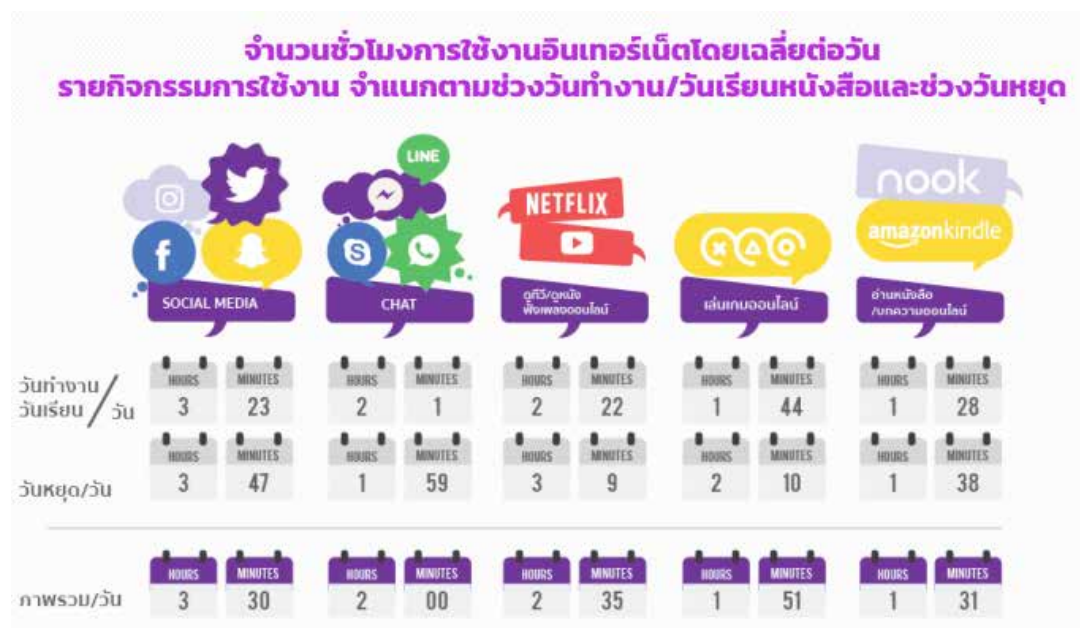 จำนวนชั่วโมงการใช้งานอินเทอร์เน็ตโดยเฉลี่ยต่อวัน
รายกิจกรรมการใช้งาน จำแนกตามช่วงวันทำงาน/วันเรียนหนังสือและช่วงวันหยุด
LINE
nook
NETFLIX
amazonkindle
SOCIAL MEDIA
CHAT
ดูทีวี/ดูหนัง
ฟังเพลงออนไลน์
เล่นเกมออนไลน์
อ่านหนังสือ
/บทความออนไลน์
วันทำงาน/
วันเรียน / วัน
HOURS MINUTES HOURS MINUTES HOURS MINUTES HOURS MINUTES HOURS MINUTES
3 23 2 1 2 22 1 44 1 28
HOURS MINUTES HOURS MINUTES HOURS MINUTES HOURS MINUTES HOURS MINUTES
วันหยุด/วัน 3 47 1 59 3 9 2 10 1 38
HOURS MINUTES HOURS MINUTES HOURS MINUTES HOURS MINUTES HOURS MINUTES
ภาพรวม/วัน 3 30 2 00 2 35 1 51 1 31